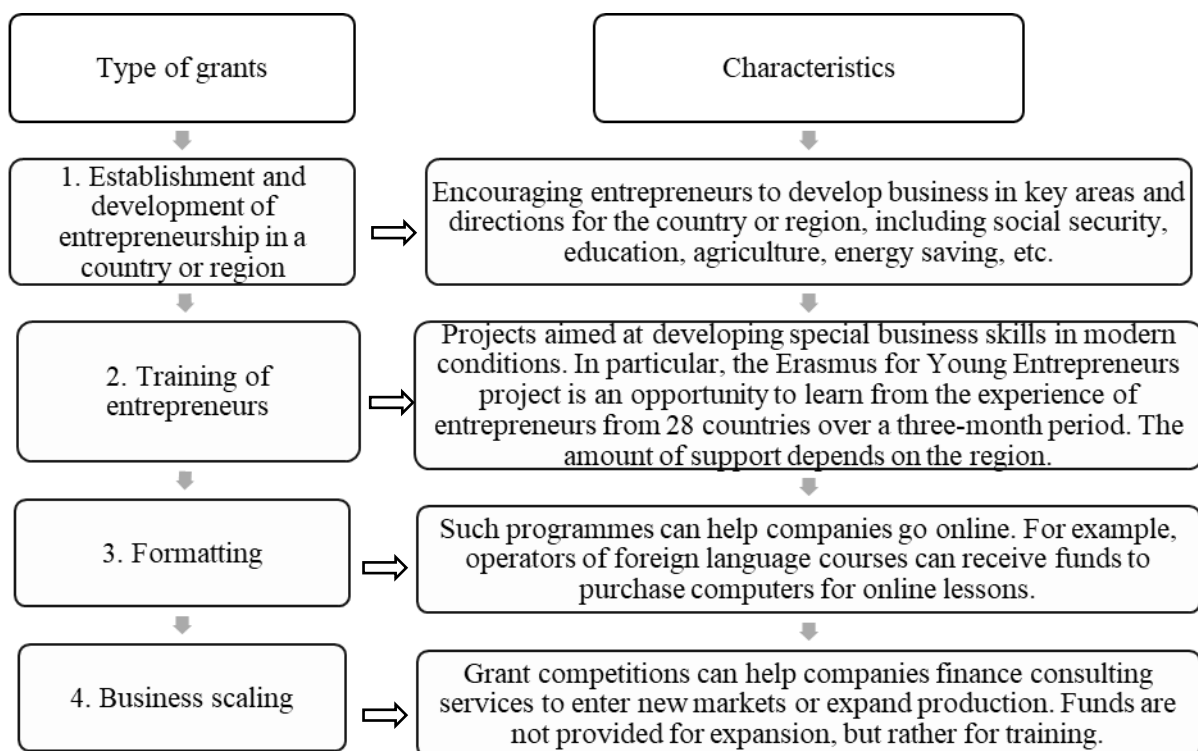 Type of grants
Characteristics
1. Establishment and
development of
entrepreneurship in a
country or region
Encouraging entrepreneurs to develop business in key areas and
directions for the country or region, including social security,
education, agriculture, energy saving, etc.
2. Training of
entrepreneurs
Projects aimed at developing special business skills in modern
conditions. In particular, the Erasmus for Young Entrepreneurs
project is an opportunity to learn from the experience of
entrepreneurs from 28 countries over a three-month period. The
amount of support depends on the region.
3. Formatting
Such programmes can help companies go online. For example,
operators of foreign language courses can receive funds to
purchase computers for online lessons.
4. Business scaling
Grant competitions can help companies finance consulting
services to enter new markets or expand production. Funds are
not provided for expansion, but rather for training.